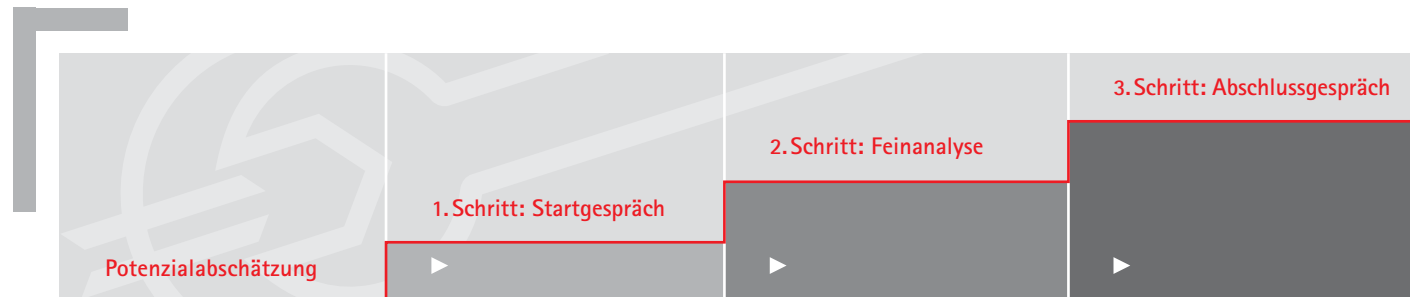 Potenzialabschätzung
1. Schritt: Startgespräch
2. Schritt: Feinanalyse
3. Schritt: Abschlussgespräch